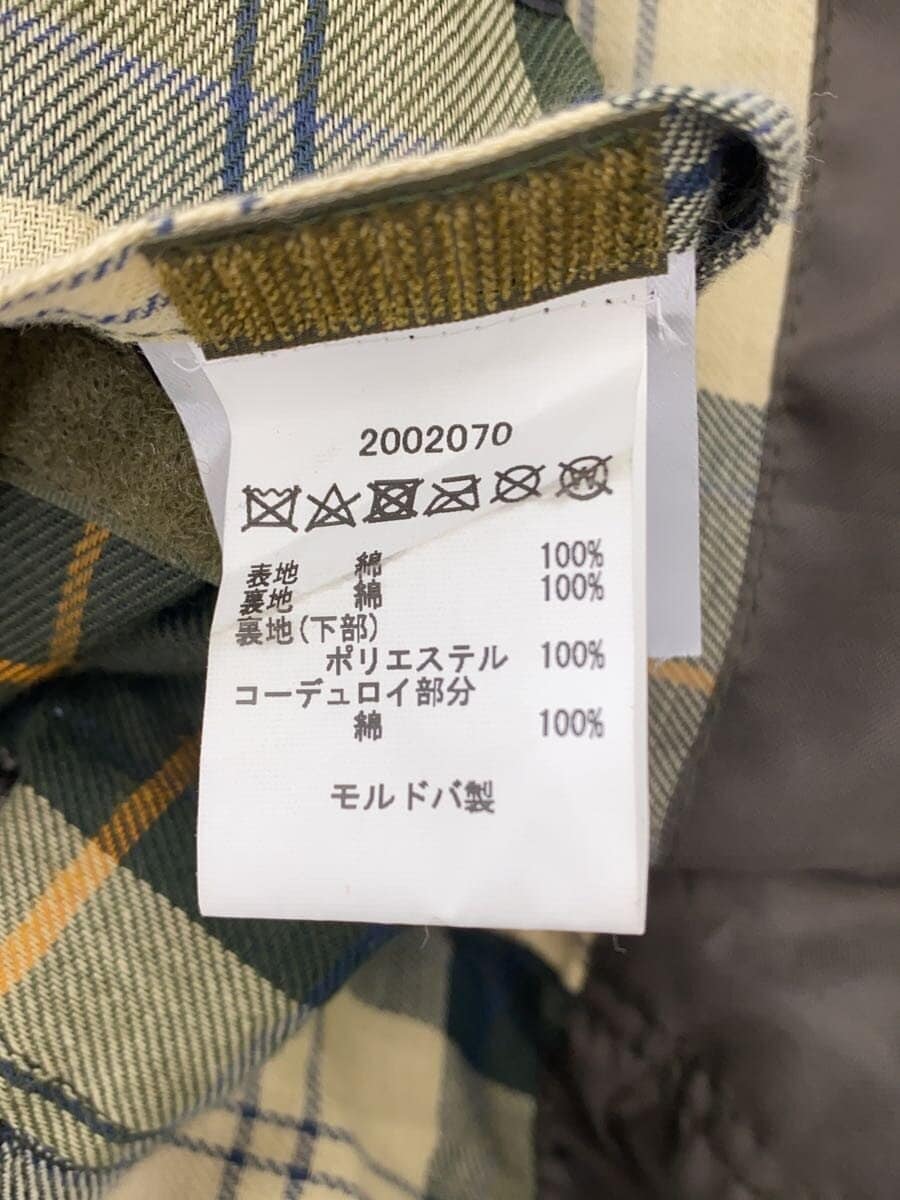 2002070
表地 綿 100%
裏地 綿 100%
裏地(下部)
ポリエステル 100%
コーデュロイ部分
綿 100%
モルドバ製